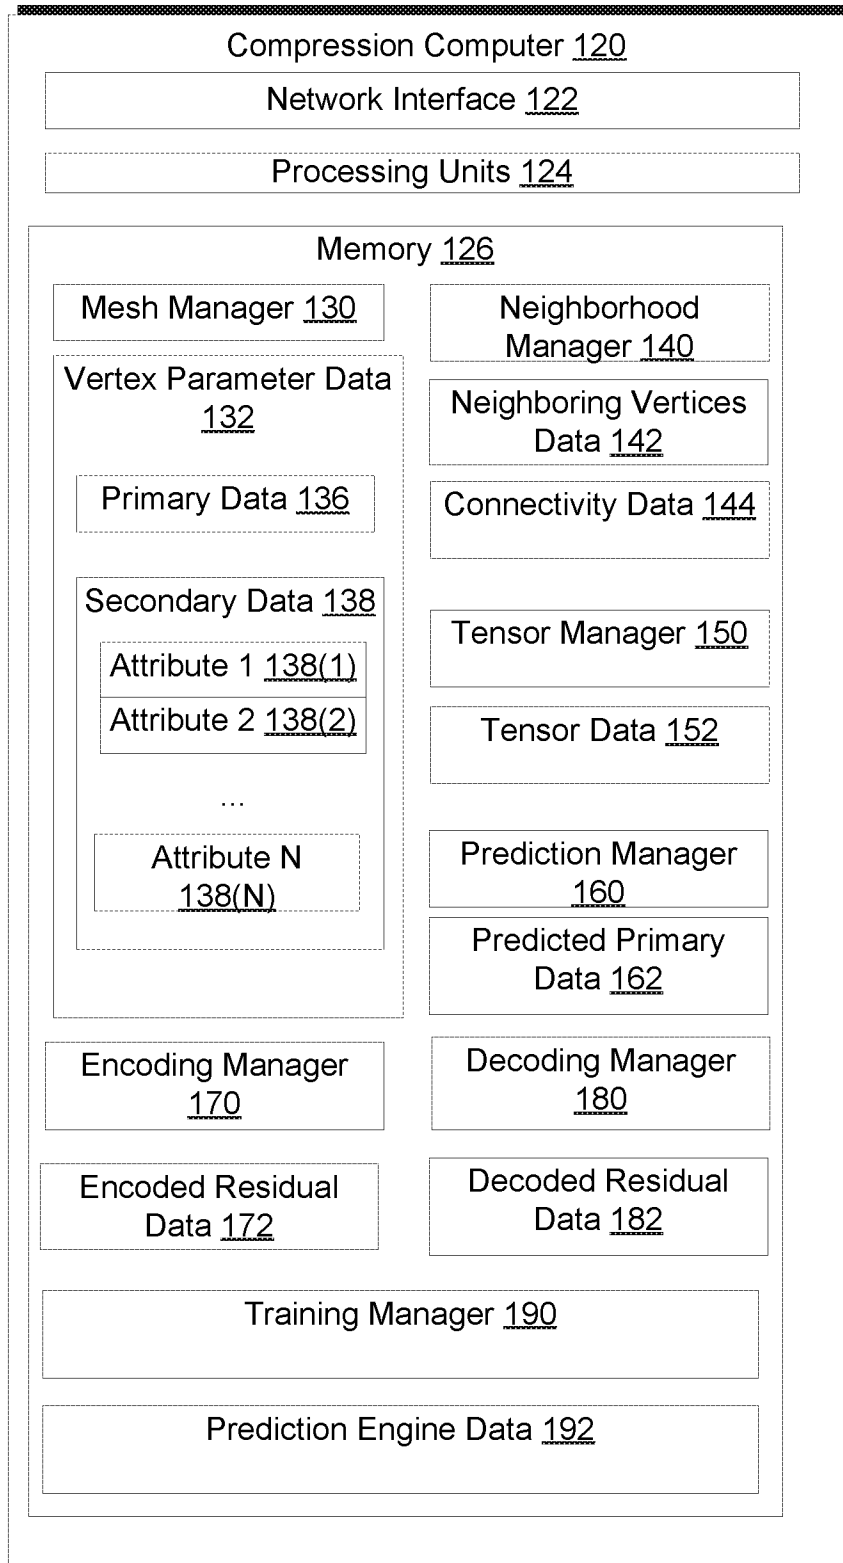 Compression Computer 120
Network Interface 122
Processing Units 124
Memory 126
Mesh Manager 130
Vertex Parameter Data
132
Primary Data 136
Secondary Data 138
Attribute 1 138(1)
Attribute 2 138(2)
...
Attribute N
138(N)
Neighborhood
Manager 140
Neighboring Vertices
Data 142
Connectivity Data 144
Tensor Manager 150
Tensor Data 152
Prediction Manager
160
Predicted Primary
Data 162
Encoding Manager
170
Decoding Manager
180
Encoded Residual
Data 172
Decoded Residual
Data 182
Training Manager 190
Prediction Engine Data 192